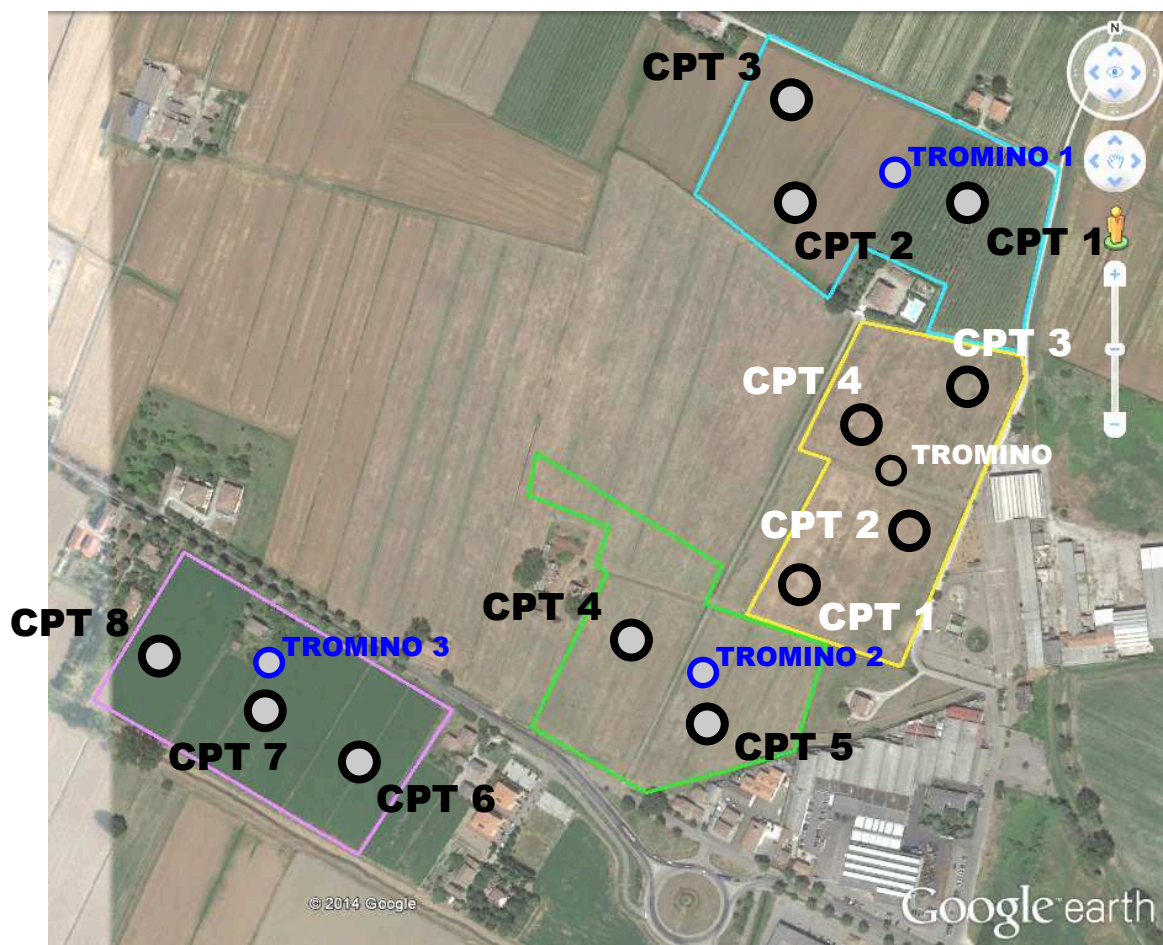 N
CPT 3
TROMINO 1
CPT 2
CPT 1
CPT 3
CPT 4
TROMINO
CPT 2
CPT 4
CPT 1
CPT 8
TROMINO 3
TROMINO 2
CPT 7
CPT 5
CPT 6
© 2014 Google
Google earth